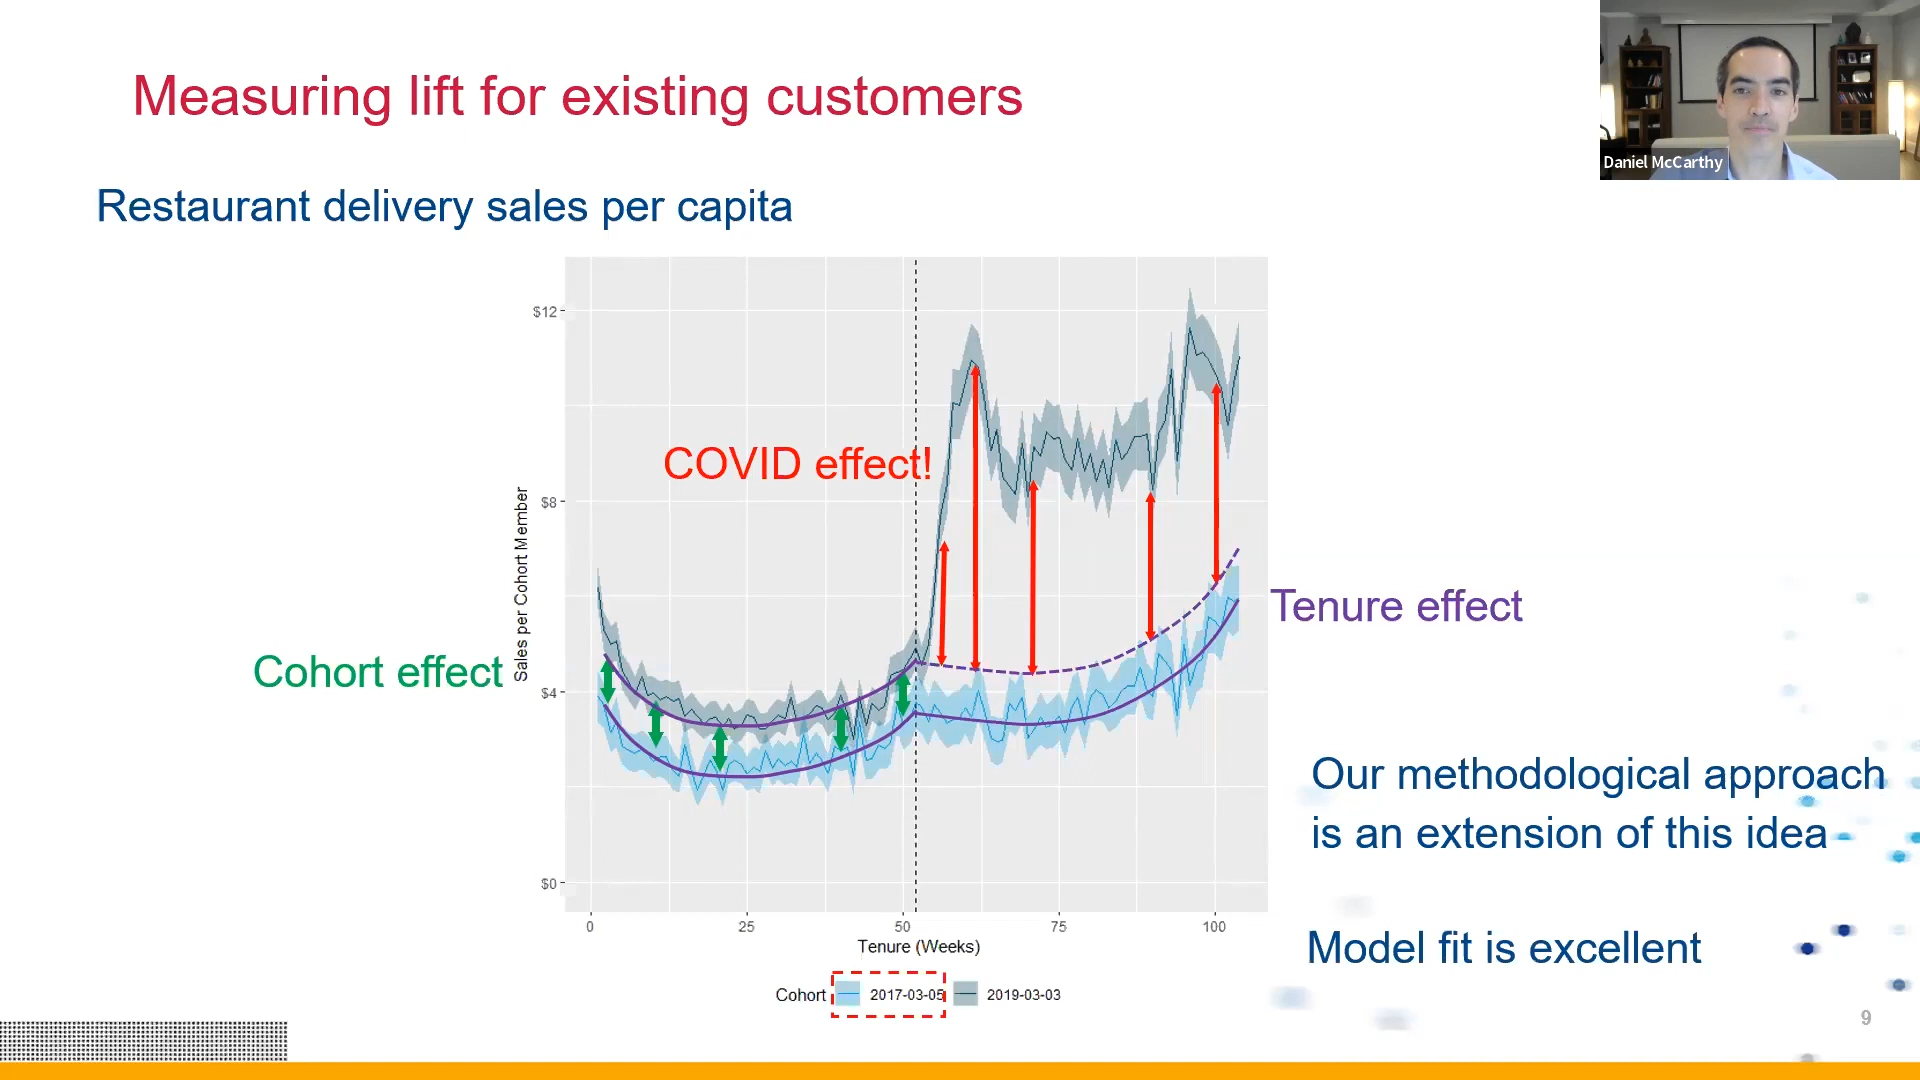 Measuring lift for existing customers
Daniel McCarthy
Restaurant delivery sales per capita
$12
$8
$4
$0
Sales per Cohort Member
COVID effect!
Cohort effect
Tenure effect
0 25 50 75 100
Tenure (Weeks)
Cohort 2017-03-05 2019-03-03
Our methodological approach
is an extension of this idea
Model fit is excellent
9